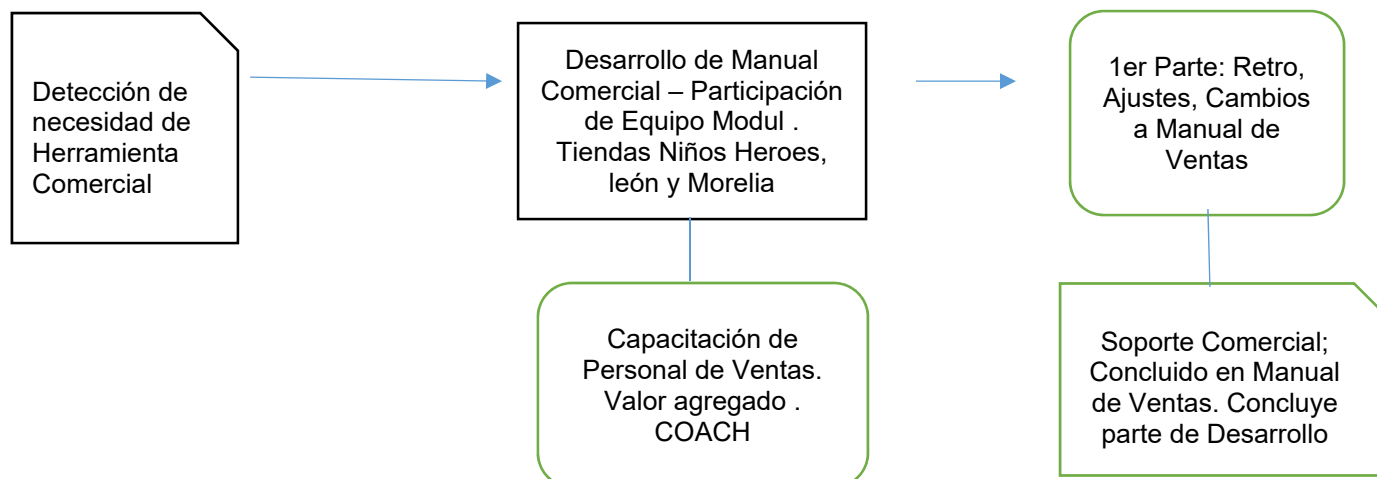 Detección de
necesidad de
Herramienta
Comercial
Desarrollo de Manual
Comercial – Participación
de Equipo Modul .
Tiendas Niños Heroes,
león y Morelia
1er Parte: Retro,
Ajustes, Cambios
a Manual de
Ventas
Capacitación de
Personal de Ventas.
Valor agregado .
COACH
Soporte Comercial;
Concluido en Manual
de Ventas. Concluye
parte de Desarrollo